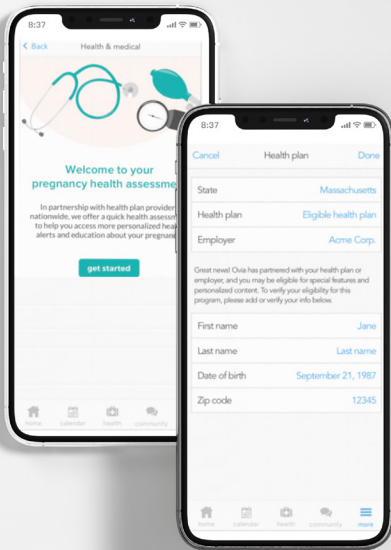 8:37
Back
Health & medical
Welcome to your
pregnancy health
In partnership with health plan
nationwide, we offer a quick health
to help you access more personalized
alerts and education about your
get started
home
calendar
health
community
8:37
Cancel
Health plan
Done
State
Massachusetts
Health plan
Eligible health plan
Employer
Acme Corp.
Great news! Ovia has partnered with your health plan or
employer, and you may be eligible for special features and
personalized content. To verify your eligibility for this
program, please add or verify your info below.
First name
Jane
Last name
Last name
Date of birth
September 21, 1987
Zip code
12345
home
calendar
health
community
more